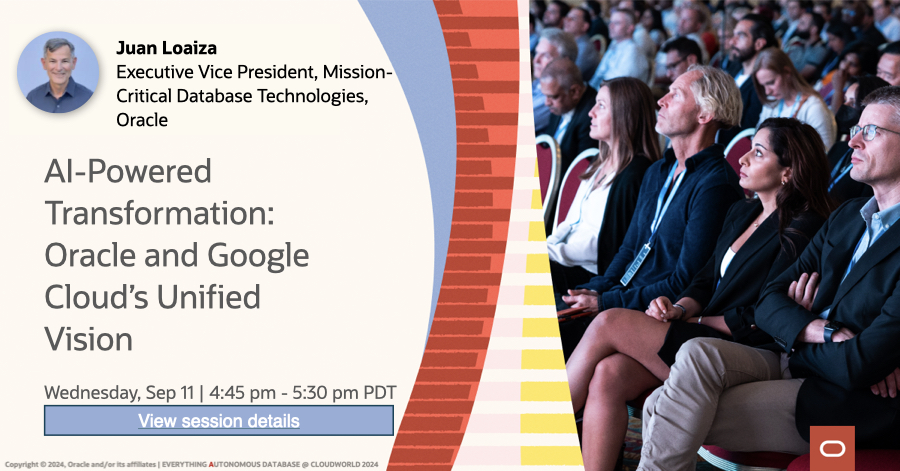 Juan Loaiza
Executive Vice President, Mission-
Critical Database Technologies,
Oracle
AI-Powered
Transformation:
Oracle and Google
Cloud’s Unified
Vision
Wednesday, Sep 11 | 4:45 pm - 5:30 pm PDT
View session details
Copyright © 2024, Oracle and/or its affiliates | EVERYTHING AUTONOMOUS DATABASE @ CLOUDWORLD 2024